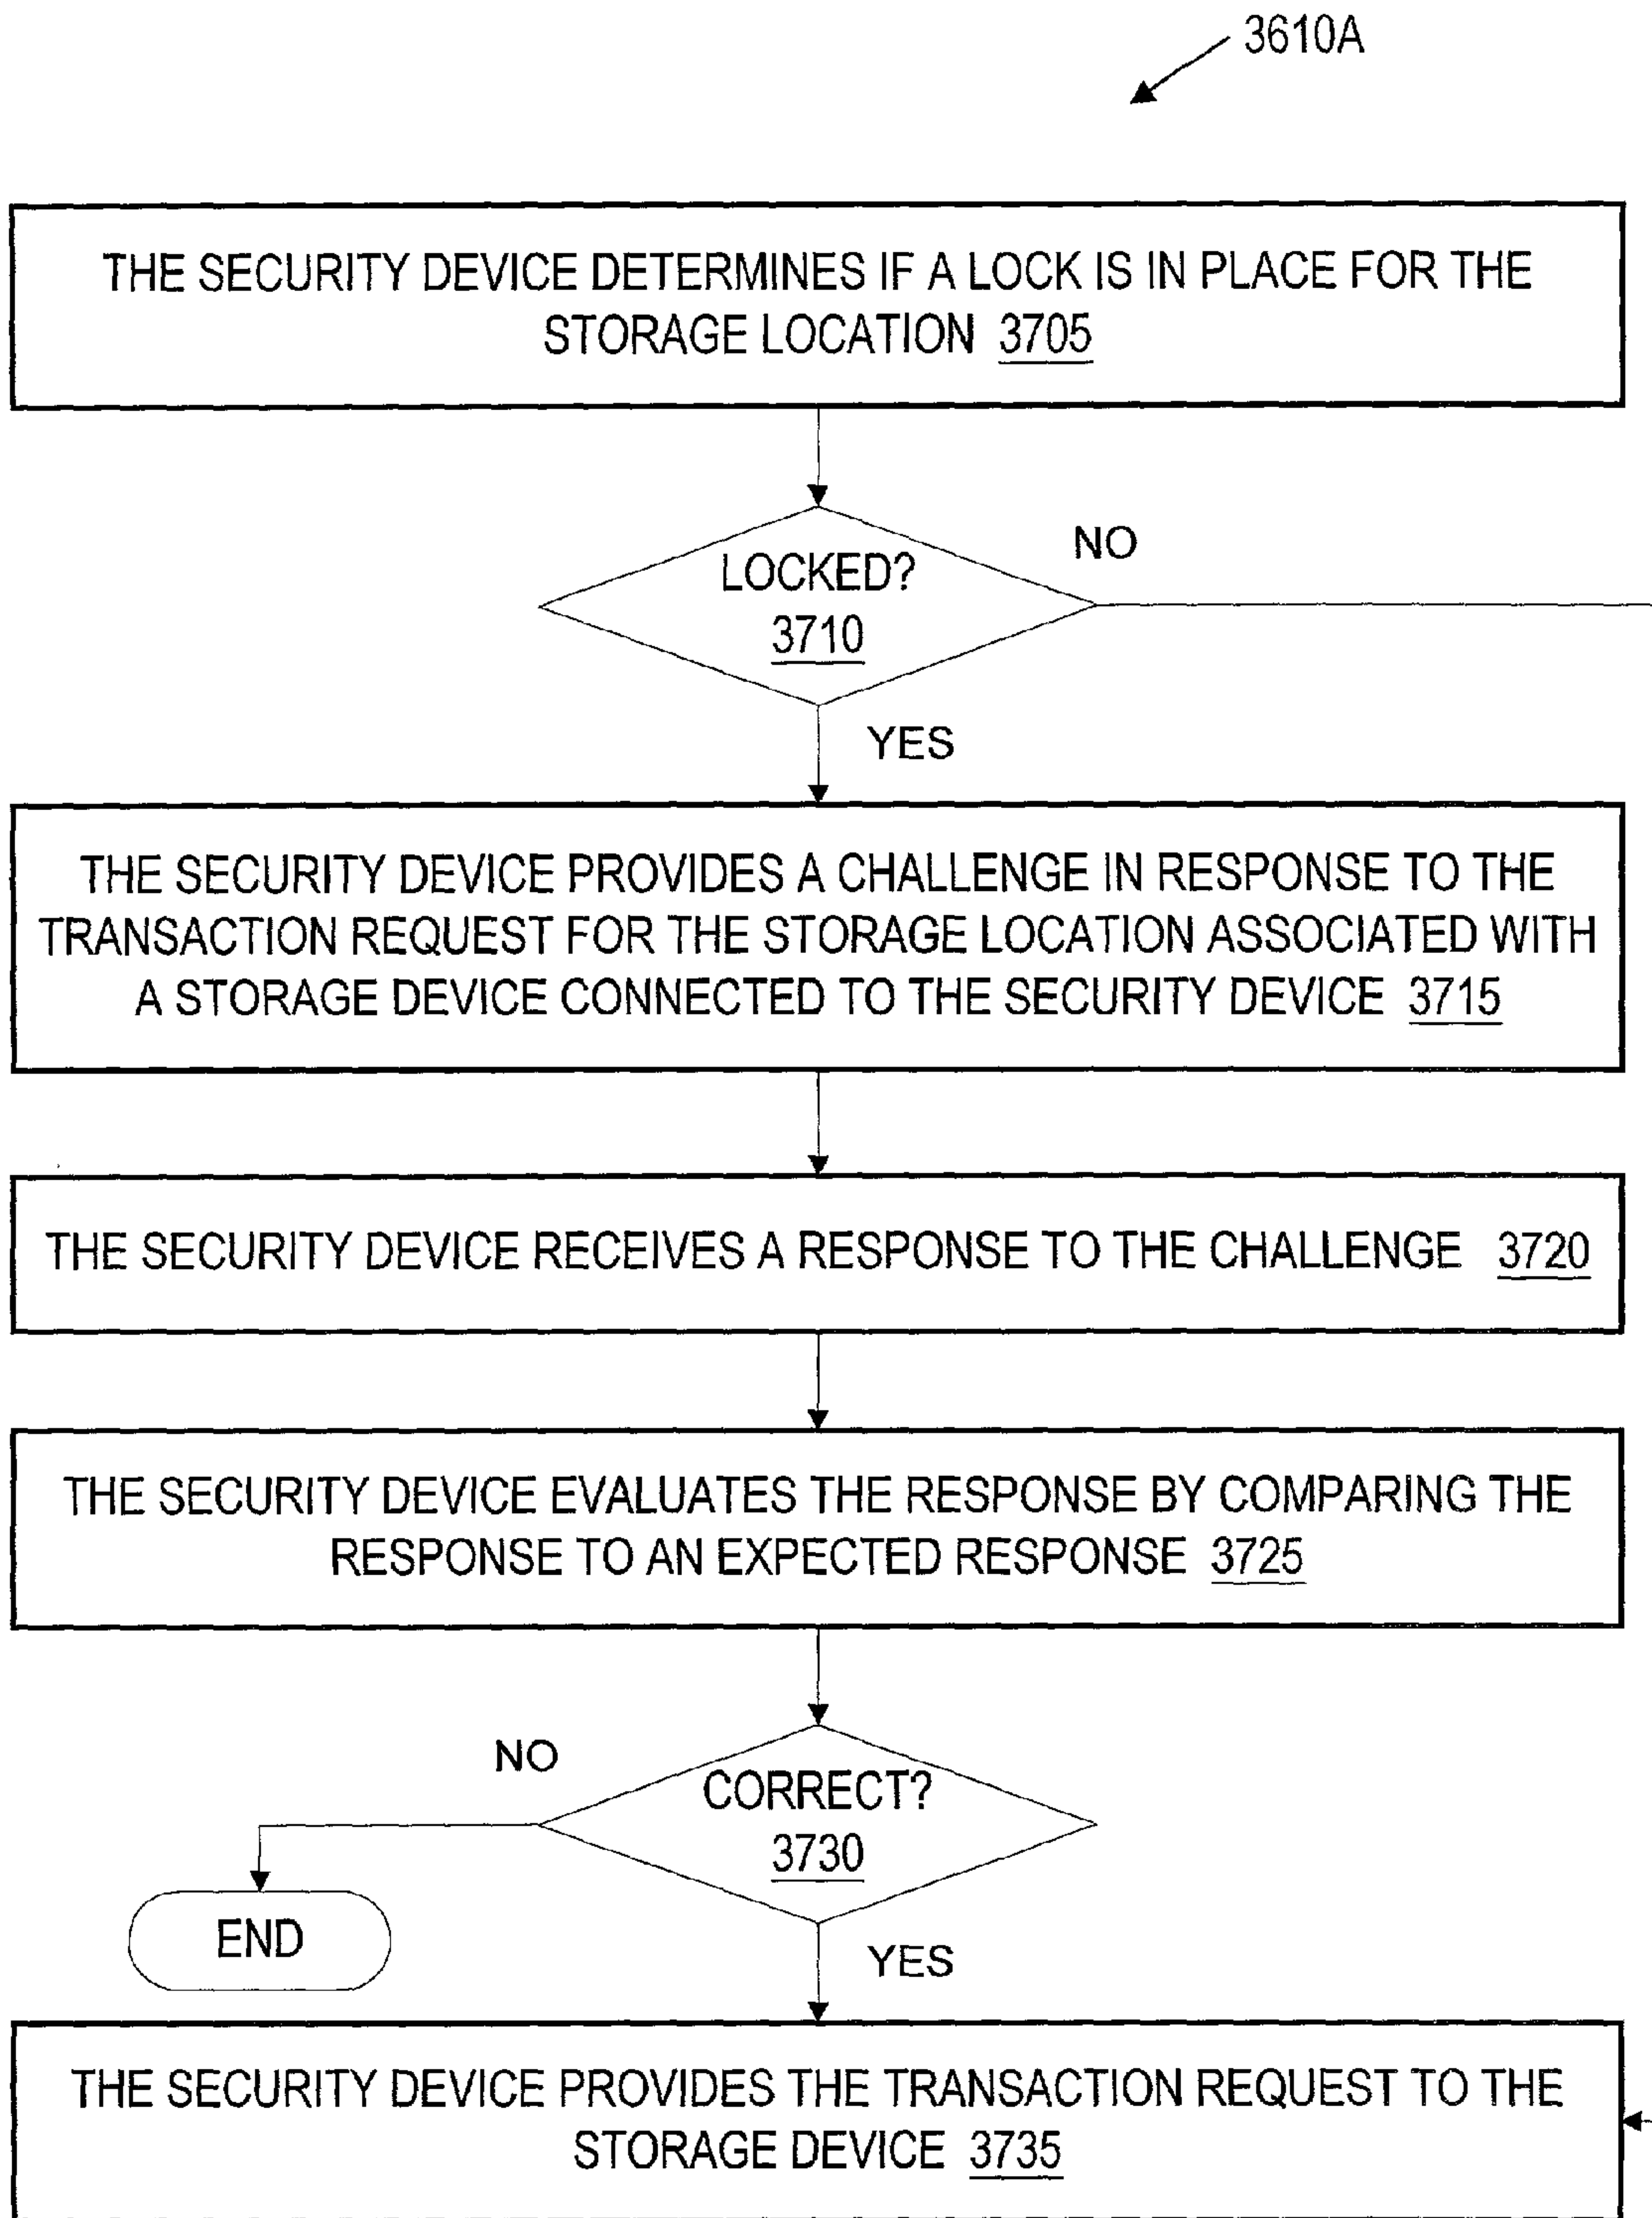 3610A
THE SECURITY DEVICE DETERMINES IF A LOCK IS IN PLACE FOR THE
STORAGE LOCATION 3705
LOCKED?
3710
NO
YES
THE SECURITY DEVICE PROVIDES A CHALLENGE IN RESPONSE TO THE
TRANSACTION REQUEST FOR THE STORAGE LOCATION ASSOCIATED WITH
A STORAGE DEVICE CONNECTED TO THE SECURITY DEVICE 3715
THE SECURITY DEVICE RECEIVES A RESPONSE TO THE CHALLENGE 3720
THE SECURITY DEVICE EVALUATES THE RESPONSE BY COMPARING THE
RESPONSE TO AN EXPECTED RESPONSE 3725
NO
CORRECT?
3730
END
YES
THE SECURITY DEVICE PROVIDES THE TRANSACTION REQUEST TO THE
STORAGE DEVICE 3735